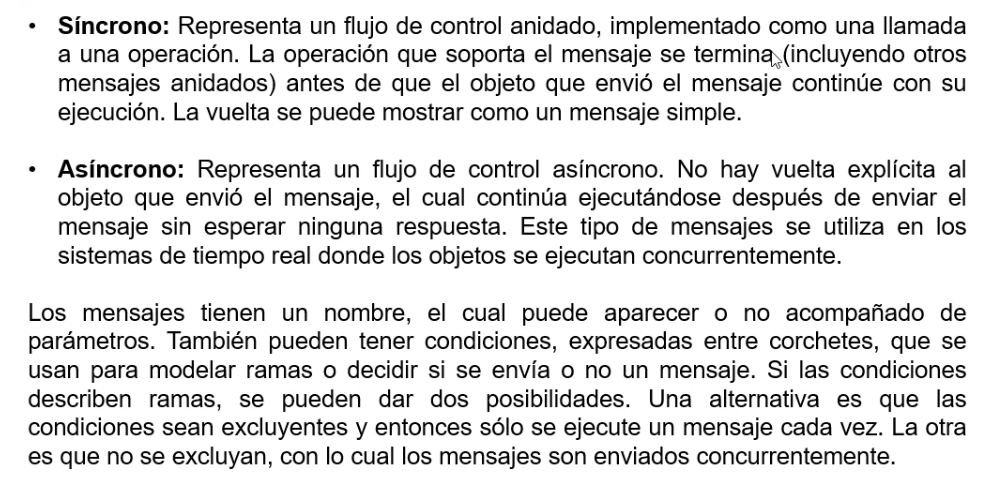 • Síncrono: Representa un flujo de control anidado, implementado como una llamada
a una operación. La operación que soporta el mensaje se termina (incluyendo otros
mensajes anidados) antes de que el objeto que envió el mensaje continúe con su
ejecución. La vuelta se puede mostrar como un mensaje simple.
• Asíncrono: Representa un flujo de control asíncrono. No hay vuelta explícita al
objeto que envió el mensaje, el cual continúa ejecutándose después de enviar el
mensaje sin esperar ninguna respuesta. Este tipo de mensajes se utiliza en los
sistemas de tiempo real donde los objetos se ejecutan concurrentemente.
Los mensajes tienen un nombre, el cual puede aparecer o no acompañado de
parámetros. También pueden tener condiciones, expresadas entre corchetes, que se
usan para modelar ramas o decidir si se envía o no un mensaje. Si las condiciones
describen ramas, se pueden dar dos posibilidades. Una alternativa es que las
condiciones sean excluyentes y entonces sólo se ejecute un mensaje cada vez. La otra
es que no se excluyan, con lo cual los mensajes son enviados concurrentemente.